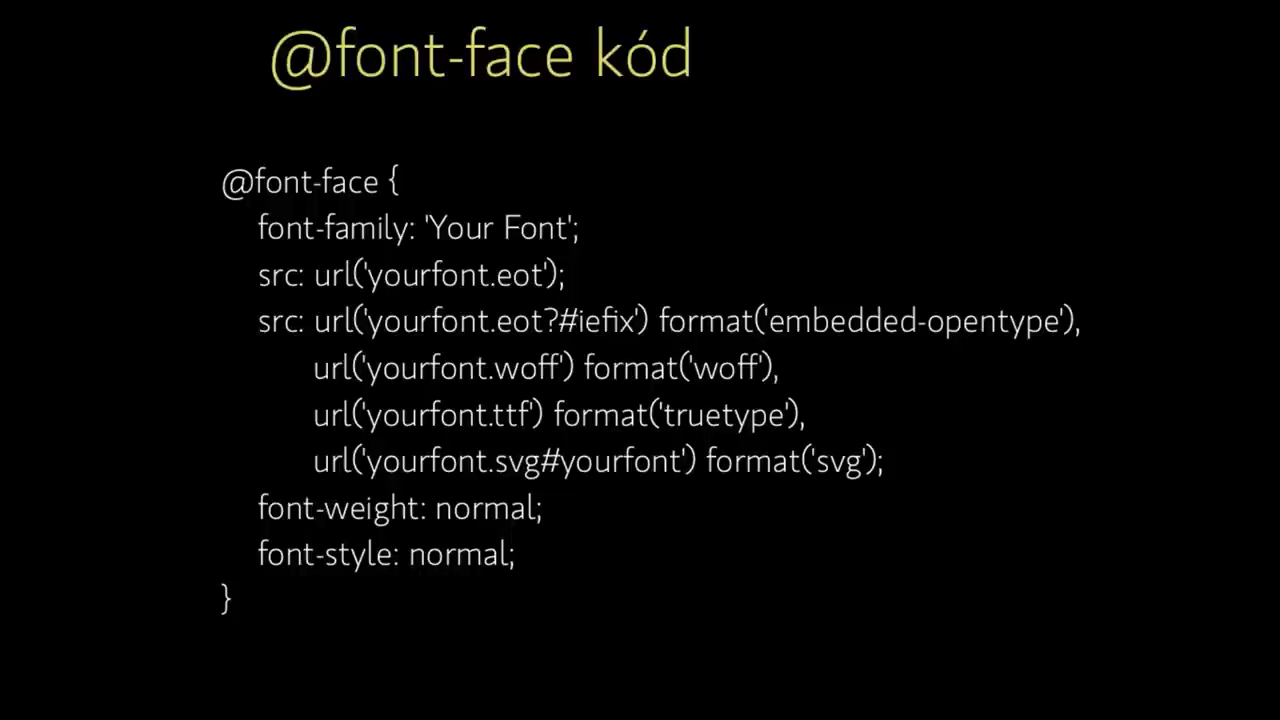 @font-face kód
@font-face {
font-family: 'Your Font';
src: url('yourfont.eot');
src: url('yourfont.eot?#iefix') format('embedded-opentype'),
url('yourfont.woff') format('woff'),
url('yourfont.ttf') format('truetype'),
url('yourfont.svg#yourfont') format('svg');
font-weight: normal;
font-style: normal;
}